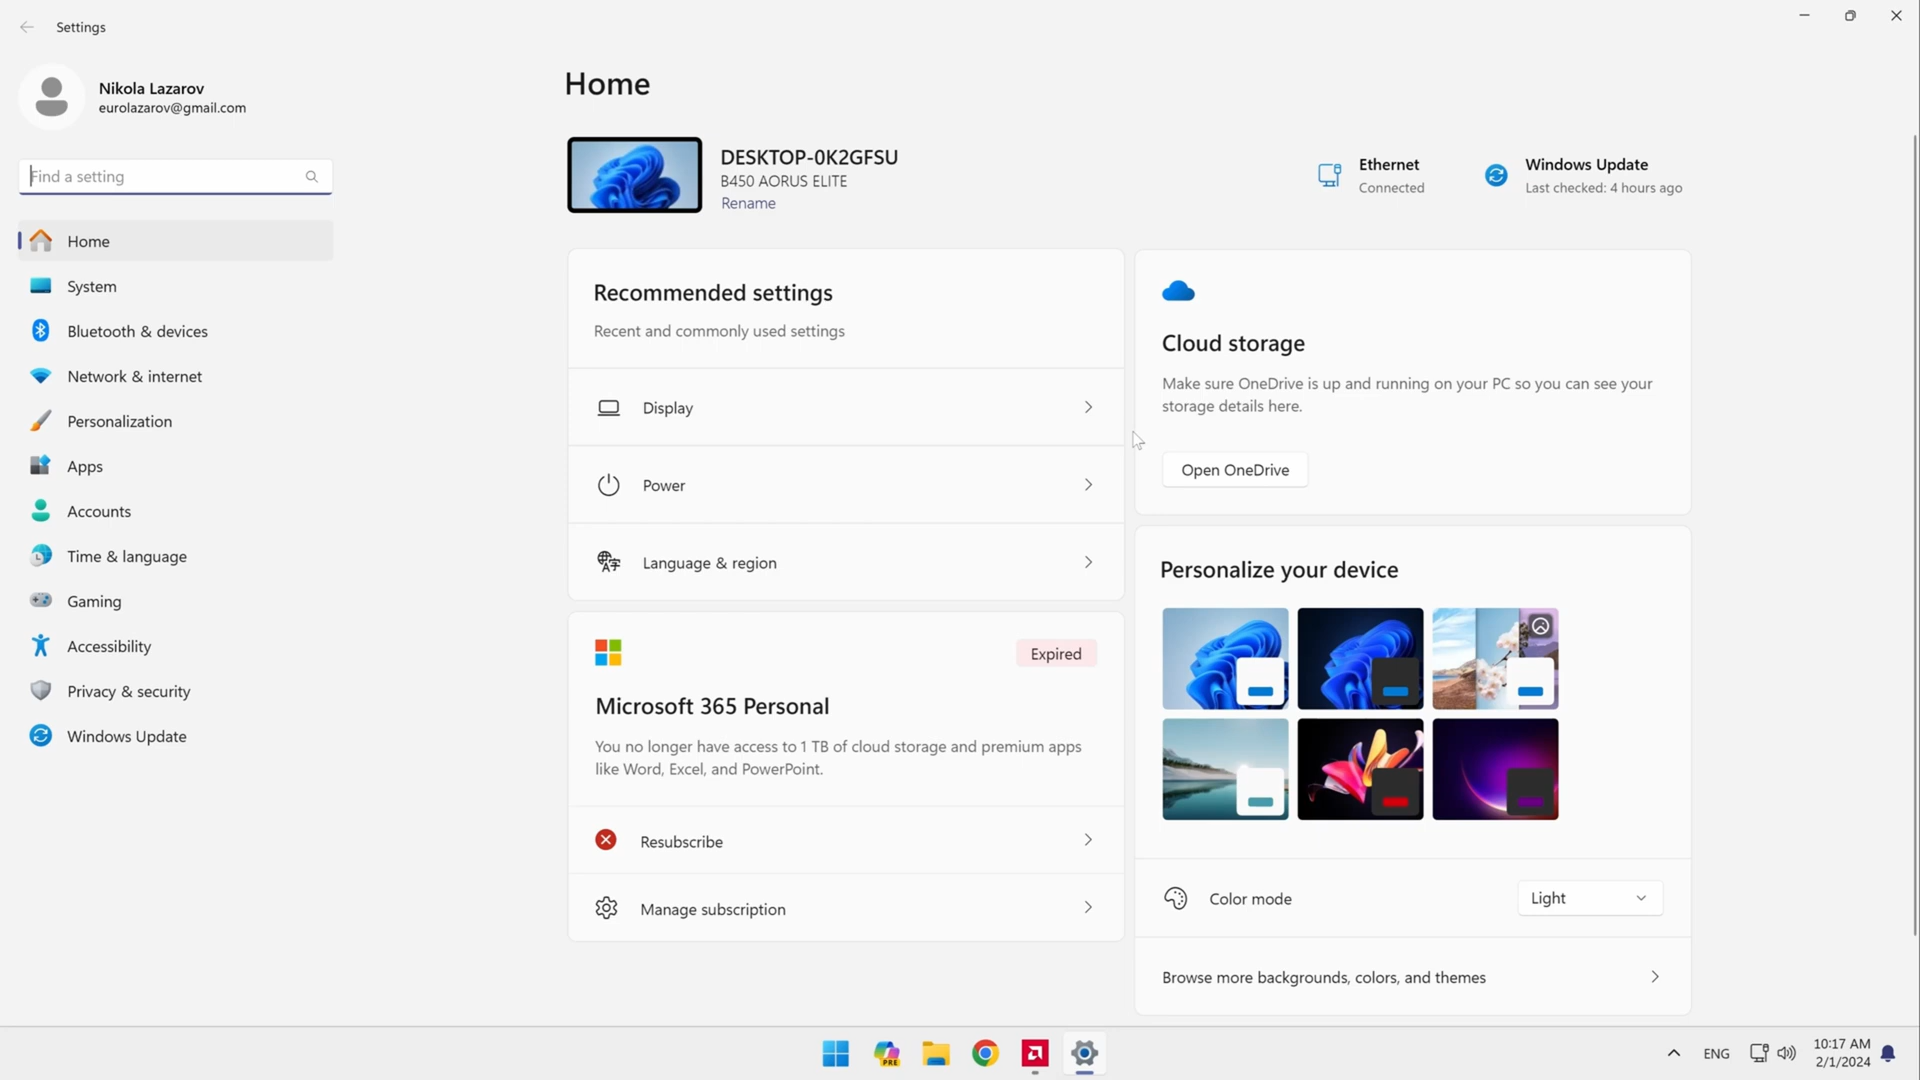 Settings
Nikola Lazarov
eurolazarov@gmail.com
Find a setting
Home
System
Bluetooth & devices
Network & internet
Personalization
Apps
Accounts
Time & language
Gaming
Accessibility
Privacy & security
Windows Update
Home
DESKTOP-0K2GFSU
B450 AORUS ELITE
Rename
Ethernet
Connected
Windows Update
Last checked: 4 hours ago
Recommended settings
Recent and commonly used settings
Display
Power
Language & region
Expired
Microsoft 365 Personal
You no longer have access to 1 TB of cloud storage and premium apps
like Word, Excel, and PowerPoint.
Resubscribe
Manage subscription
Cloud storage
Make sure OneDrive is up and running on your PC so you can see your
storage details here.
Open OneDrive
Personalize your device
Color mode
Light
Browse more backgrounds, colors, and themes
PRE
ENG
10:17 AM
2/1/2024